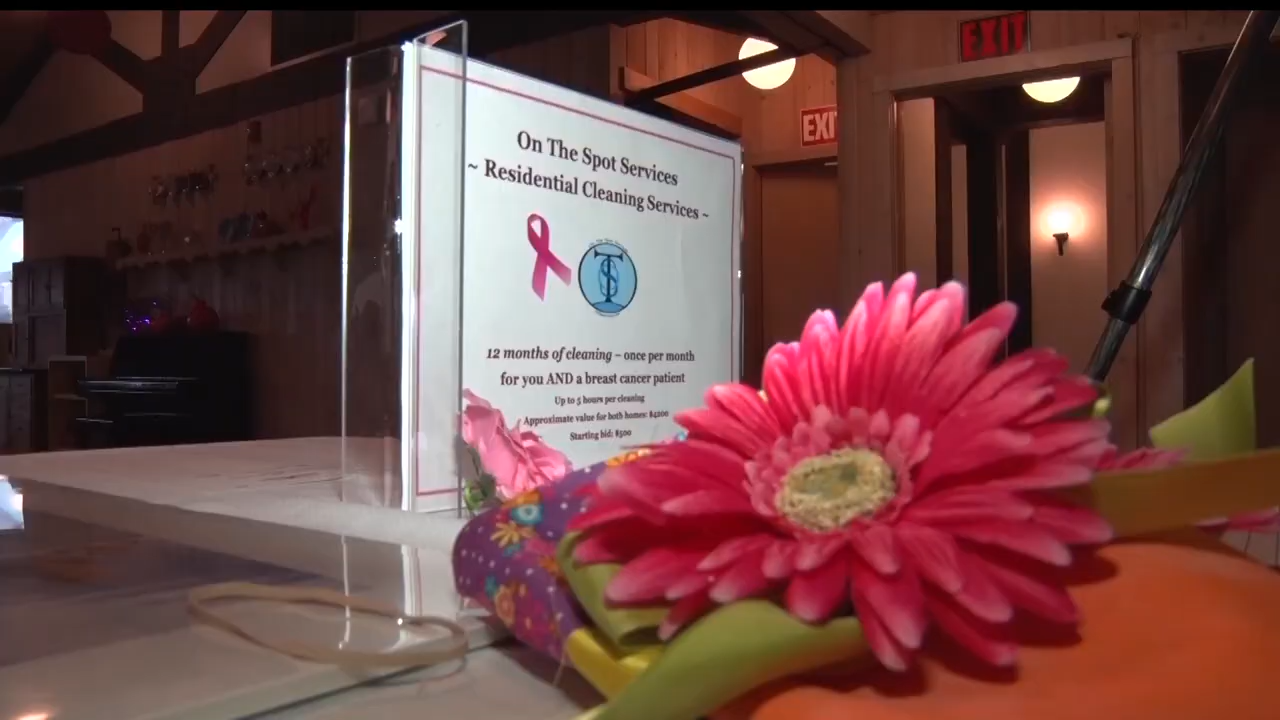 EXIT
EXI
On The Spot Services
~ Residential Cleaning Services ~
12 months of cleaning – once per month
for you AND a breast cancer patient
Up to 5 hours per cleaning
Approximate value for both homes: $4200
Starting bid: $500